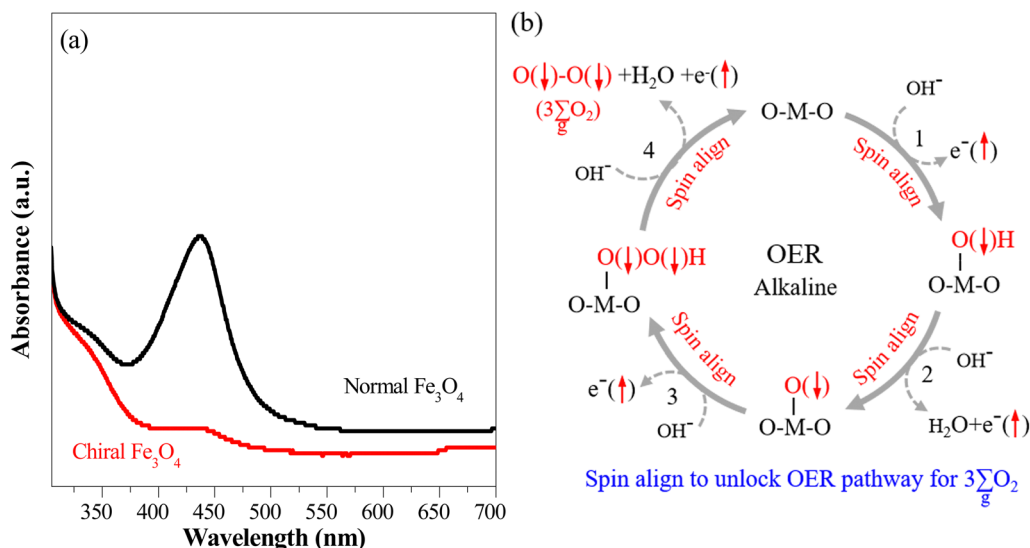 (a)
Absorbance (a.u.)
Normal Fe₃O₄
Chiral Fe₃O₄
350 400 450 500 550 600 650 700
Wavelength (nm)
(b)
O(↓)-O(↓) +H₂O +e⁻(↑)
(3∑O₂)
g
O-M-O
OH⁻
1
e⁻(↑)
Spin align
O(↓)H
O-M-O
OH⁻
2
H₂O+e⁻(↑)
Spin align
O(↓)
O-M-O
OH⁻
3
e⁻(↑)
Spin align
O(↓)O(↓)H
O-M-O
OH⁻
4
Spin align
OER
Alkaline
Spin align to unlock OER pathway for 3∑O₂
g